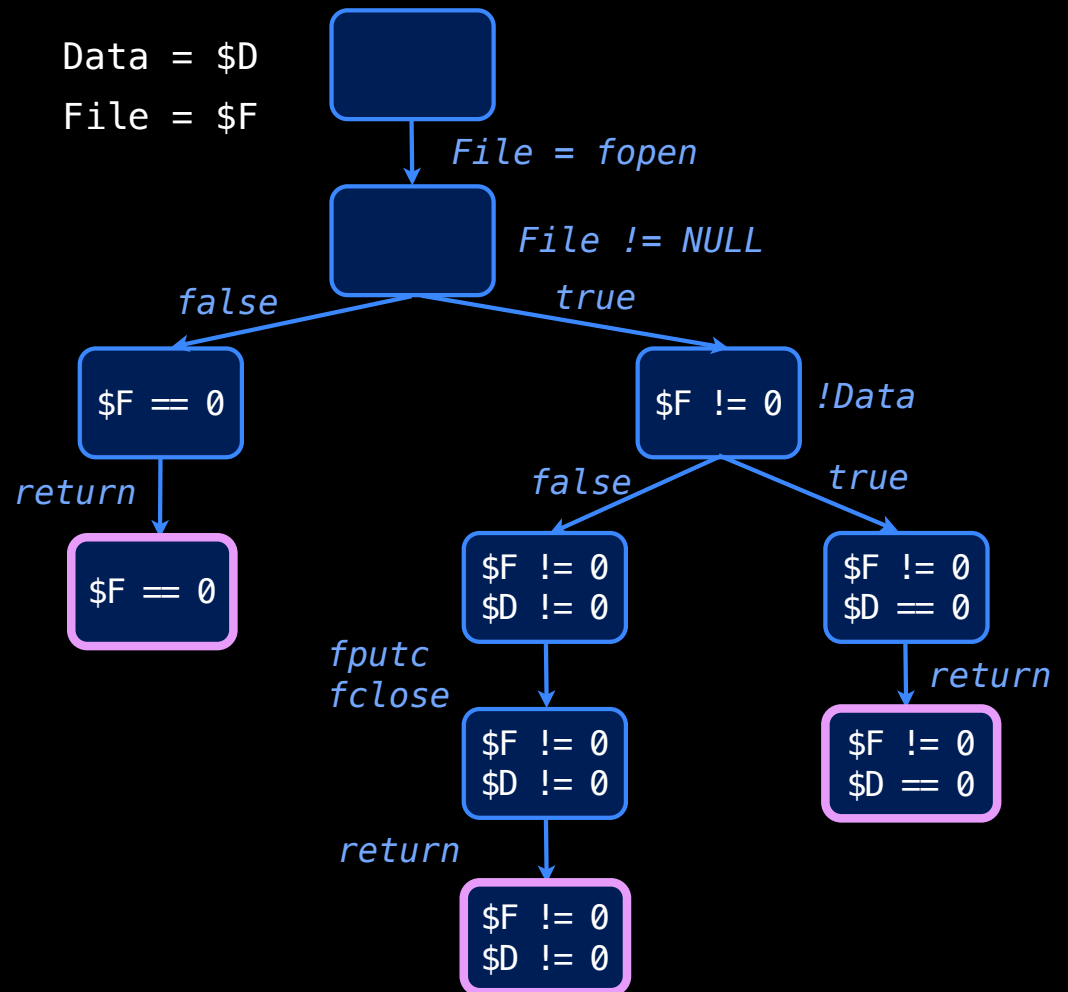 Data = $D
File = $F
File = fopen
File != NULL
false
true
$F == 0
$F != 0
!Data
return
false
true
$F == 0
$F != 0
$D != 0
$F != 0
$D == 0
fputc
fclose
return
$F != 0
$D != 0
$F != 0
$D == 0
return
$F != 0
$D != 0